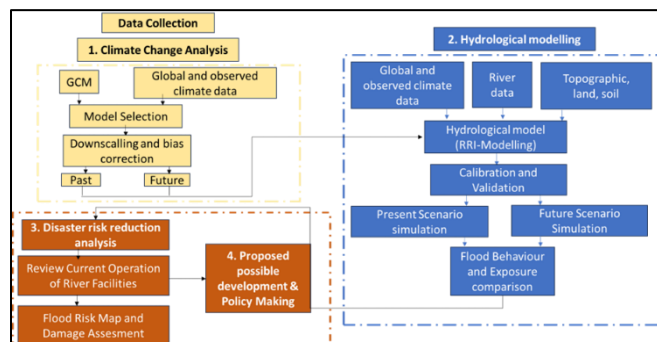 Data Collection
1. Climate Change Analysis
GCM
Global and observed
climate data
Model Selection
Downscalling and bias
correction
Past
Future
2. Hydrological modelling
Global and
observed climate
data
River
data
Topographic,
land, soil
Hydrological model
(RRI-Modelling)
Calibration and
Validation
Present Scenario
simulation
Future Scenario
Simulation
Flood Behaviour
and Exposure
comparison
3. Disaster risk reduction
analysis
Review Current Operation
of River Facilities
Flood Risk Map and
Damage Assesment
4. Proposed
possible
development &
Policy Making